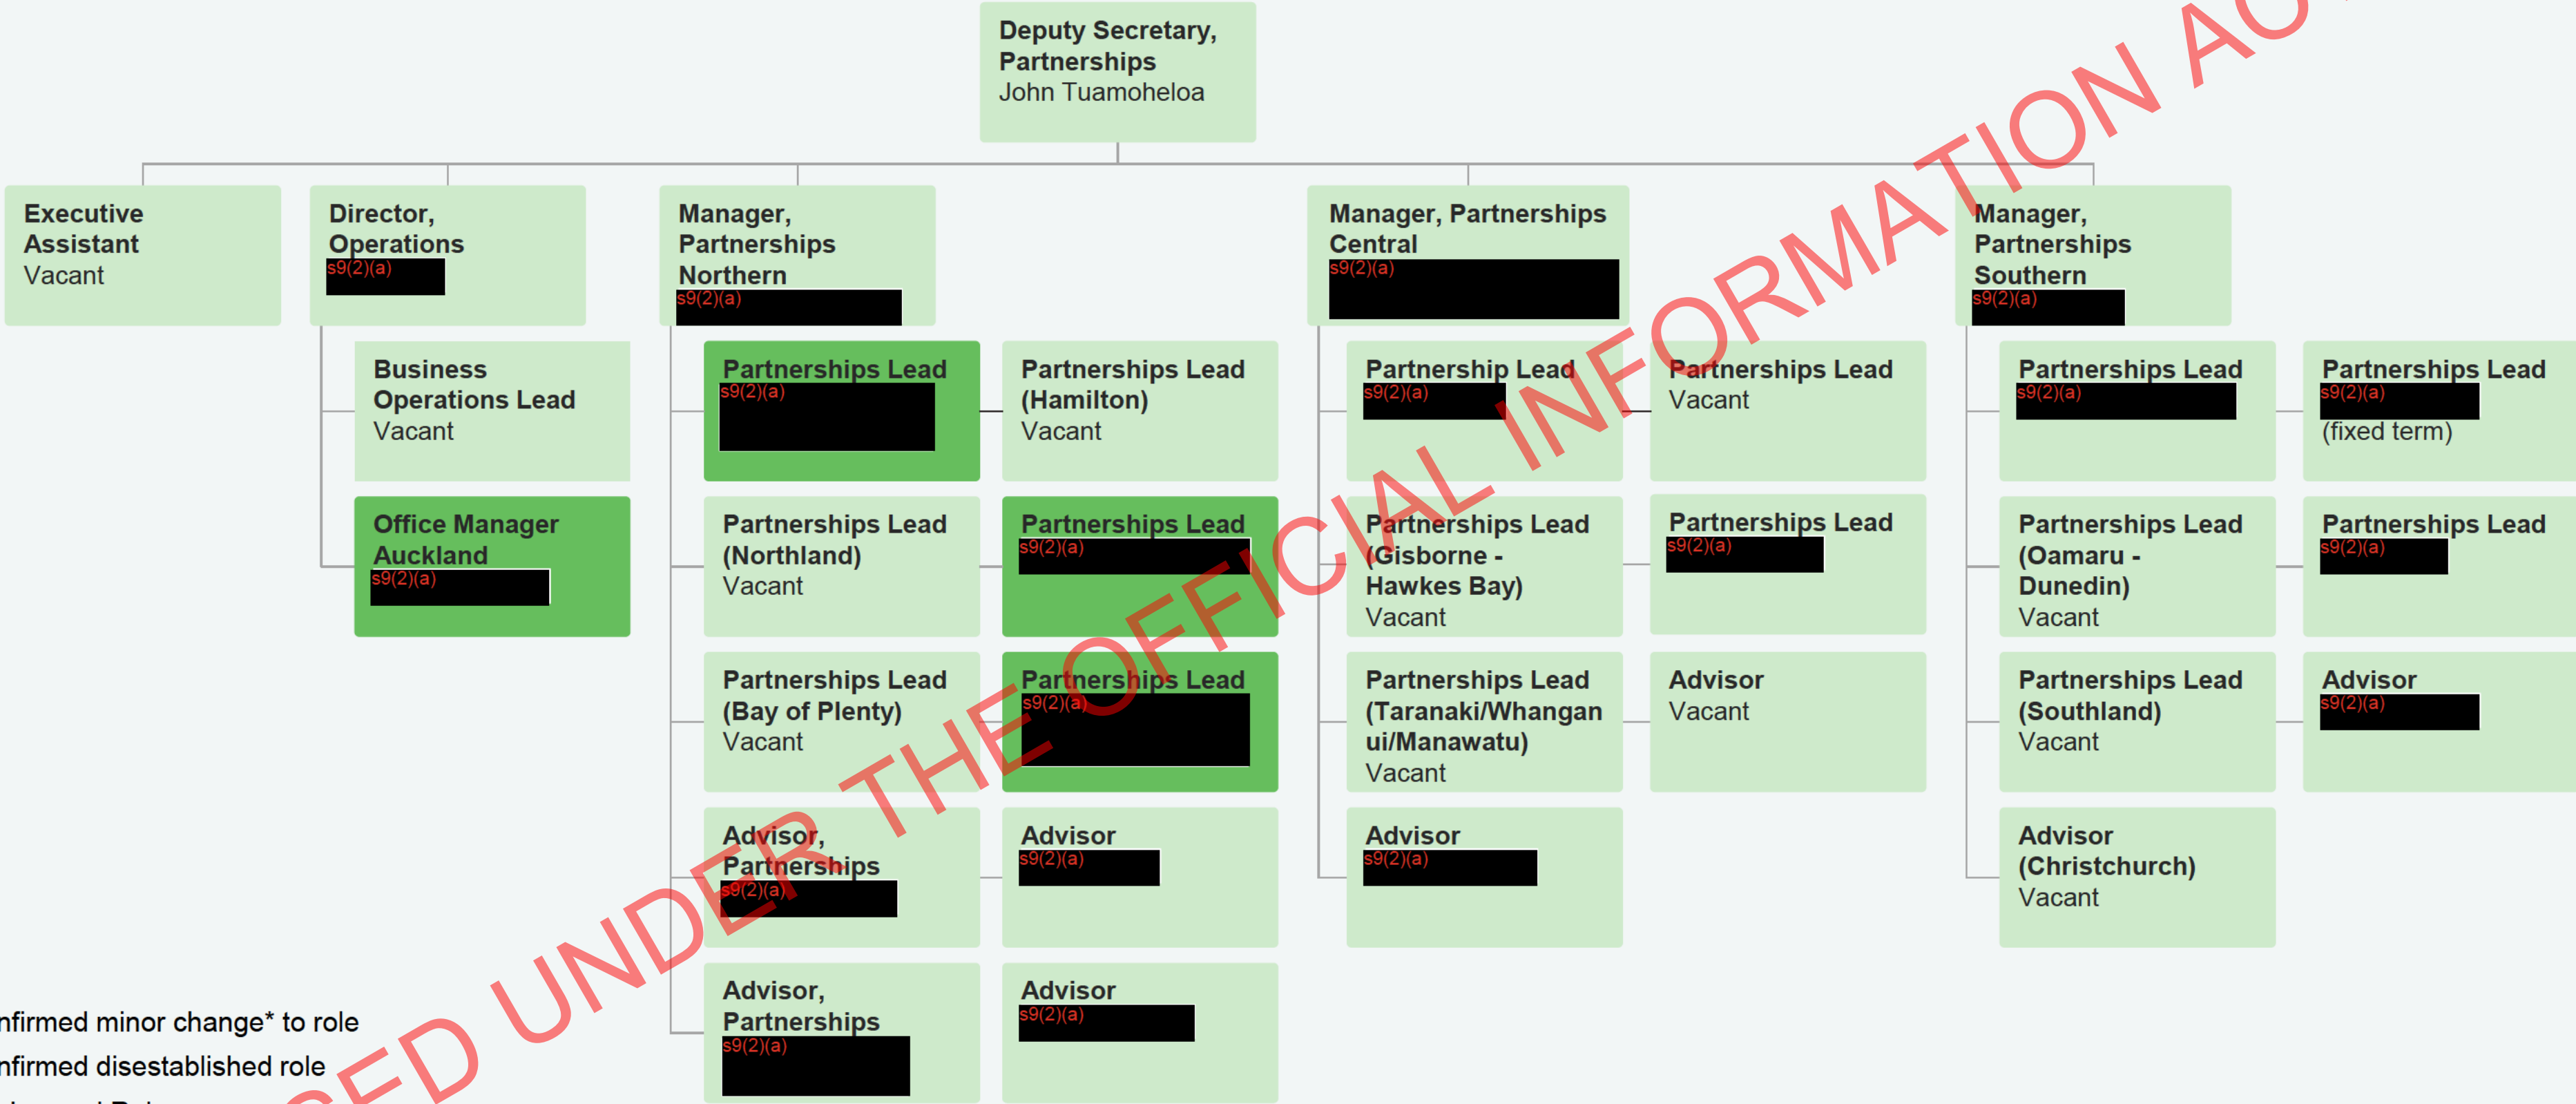 Deputy Secretary,
Partnerships
John Tuamoheloa
Executive
Assistant
Vacant
Director,
Operations
s9(2)(a)
Manager,
Partnerships
Northern
s9(2)(a)
Manager, Partnerships
Central
s9(2)(a)
Manager,
Partnerships
Southern
s9(2)(a)
Business
Operations Lead
Vacant
Office Manager
Auckland
s9(2)(a)
Partnerships Lead
s9(2)(a)
Partnerships Lead
(Hamilton)
Vacant
Partnerships Lead
(Northland)
Vacant
Partnerships Lead
s9(2)(a)
Partnerships Lead
(Bay of Plenty)
Vacant
Partnerships Lead
s9(2)(a)
Advisor,
Partnerships
s9(2)(a)
Advisor
s9(2)(a)
Advisor,
Partnerships
s9(2)(a)
Advisor
s9(2)(a)
Partnership Lead
s9(2)(a)
Partnerships Lead
Vacant
Partnerships Lead
(Gisborne -
Hawkes Bay)
Vacant
Partnerships Lead
s9(2)(a)
Partnerships Lead
(Taranaki/Whangan
ui/Manawatu)
Vacant
Advisor
Vacant
Advisor
s9(2)(a)
Partnerships Lead
s9(2)(a)
Partnerships Lead
s9(2)(a)
(fixed term)
Partnerships Lead
(Oamaru -
Dunedin)
Vacant
Partnerships Lead
s9(2)(a)
Partnerships Lead
(Southland)
Vacant
Advisor
s9(2)(a)
Advisor
(Christchurch)
Vacant
nfirmed minor change* to role
nfirmed disestablished role
SED UNDER THE OFFICIAL INFORMATION AC